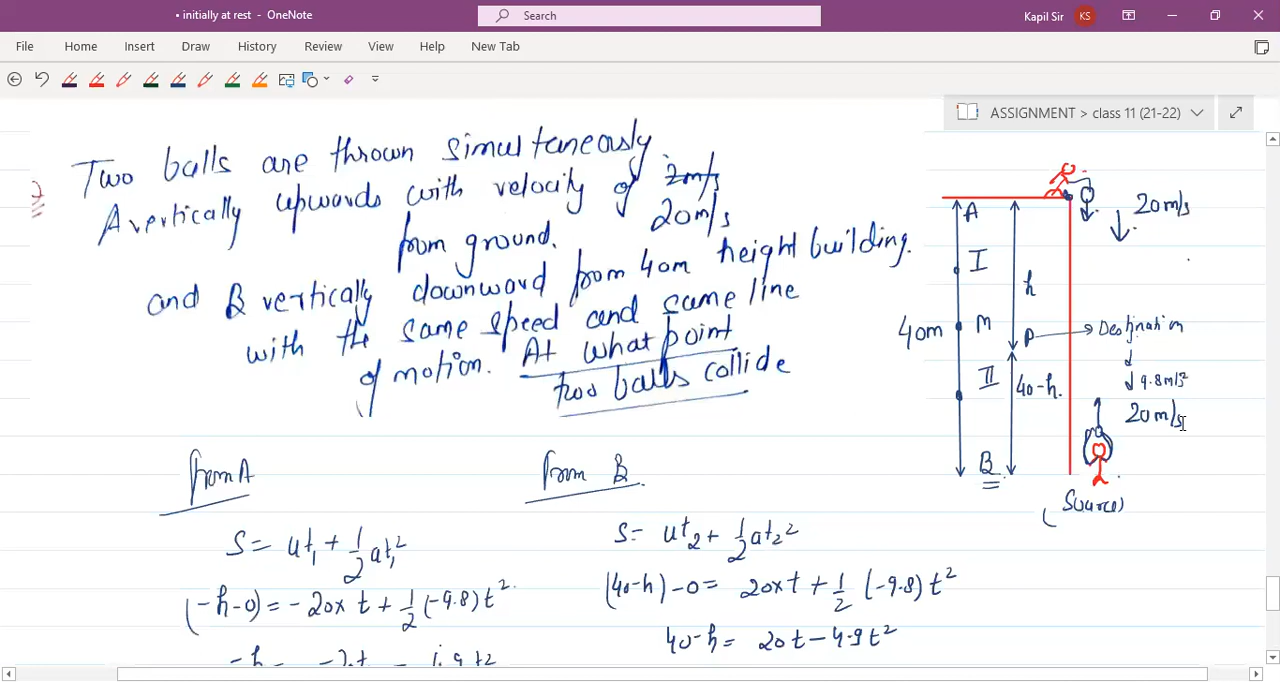 initially at rest - OneNote
Search
Kapil Sir
KS
File Home Insert Draw History Review View Help New Tab
ASSIGNMENT > class 11 (21-22)
Two balls are thrown simultaneously
A vertically upwards with velocity of 2m/s
20m/s
from ground.
and B vertically downward from 40m height building.
with the same speed and same line
of motion. At what point
two balls collide
A
20m/s
I
h
40m
M
P → Destination
II
40-h.
9.8m/s²
20m/s
B
(Source)
from A
S= ut₁ + 1/2 at₁²
(-h-0) = -20x t + 1/2 (-9.8) t²
from B.
S= ut₂ + 1/2 at₂²
(40-h)-0 = 20x t + 1/2 (-9.8) t²
40-h = 20t - 4.9t²